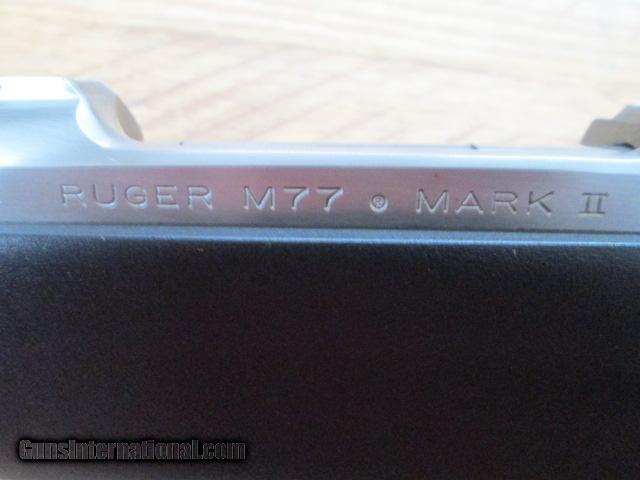 RUGER M77 ® MARK II
GunsInternational.com